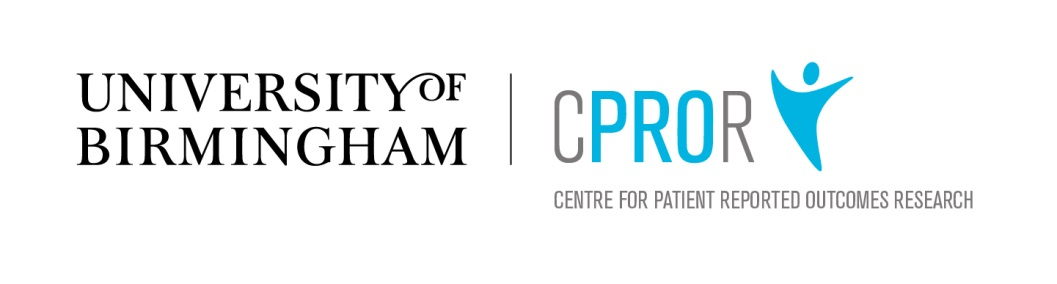 UNIVERSITY OF
BIRMINGHAM
CPROR
CENTRE FOR PATIENT REPORTED OUTCOMES RESEARCH